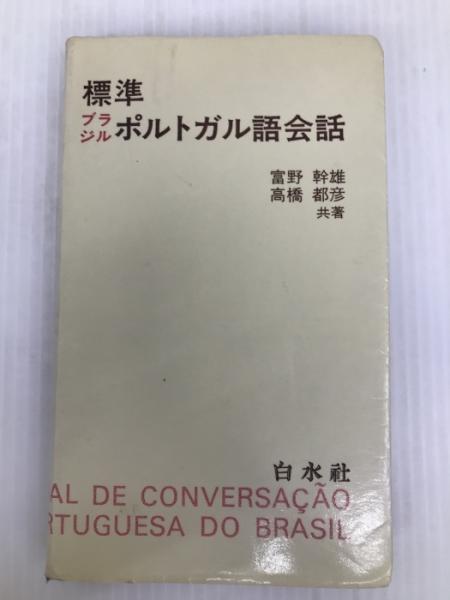 標準
ブラジル ポルトガル語会話
富野 幹雄
高橋 都彦
共著
白水社
AL DE CONVERSAÇÃO
RTUGUESA DO BRASIL